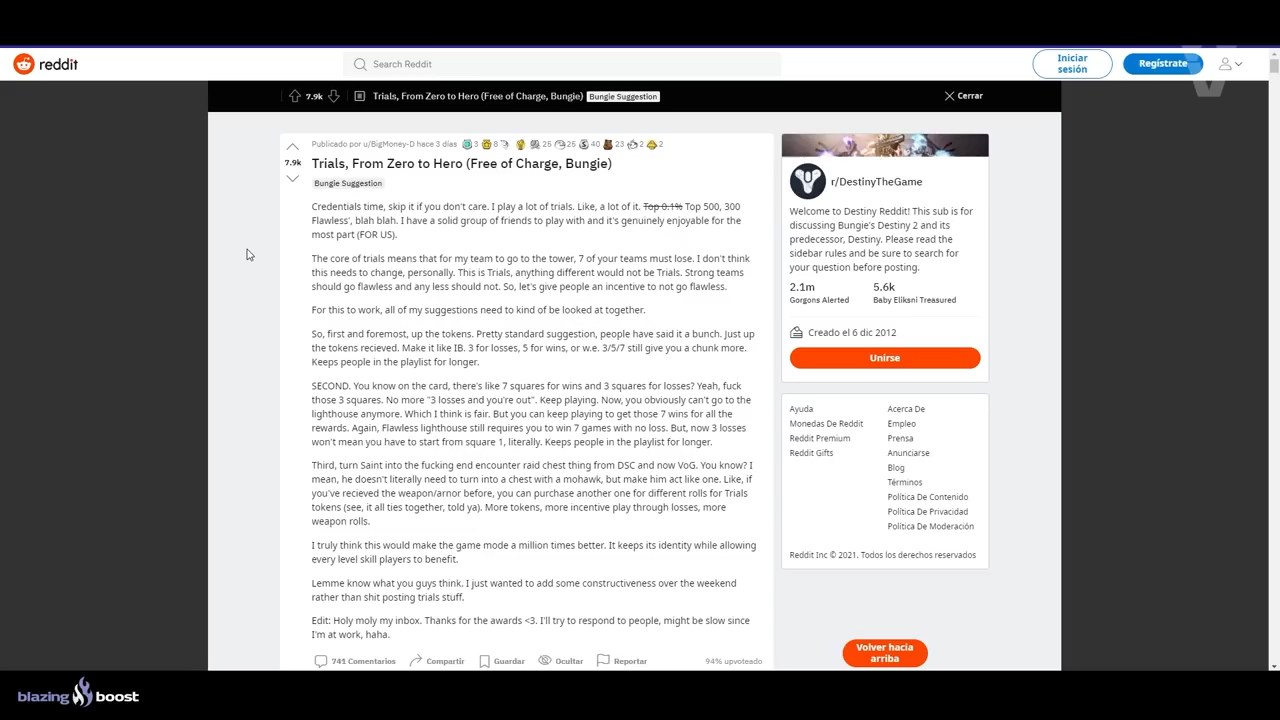 reddit
Search Reddit
Iniciar
sesión
Regístrate
7.9k
Trials, From Zero to Hero (Free of Charge, Bungie)
Bungie Suggestion
Cerrar
Publicado por u/BigMoney-D hace 3 días
3 8 25 26 40 23 2 2
7.9k
Trials, From Zero to Hero (Free of Charge, Bungie)
Bungie Suggestion
Credentials time, skip it if you don't care. I play a lot of trials. Like, a lot of it. Top 0.1% Top 500, 300
Flawless', blah blah. I have a solid group of friends to play with and it's genuinely enjoyable for the
most part (FOR US).
The core of trials means that for my team to go to the tower, 7 of your teams must lose. I don't think
this needs to change, personally. This is Trials, anything different would not be Trials. Strong teams
should go flawless and any less should not. So, let's give people an incentive to not go flawless.
For this to work, all of my suggestions need to kind of be looked at together.
So, first and foremost, up the tokens. Pretty standard suggestion, people have said it a bunch. Just up
the tokens recieved. Make it like IB. 3 for losses, 5 for wins, or w.e. 3/5/7 still give you a chunk more.
Keeps people in the playlist for longer.
SECOND. You know on the card, there's like 7 squares for wins and 3 squares for losses? Yeah, fuck
those 3 squares. No more "3 losses and you're out". Keep playing. Now, you obviously can't go to the
lighthouse anymore. Which I think is fair. But you can keep playing to get those 7 wins for all the
rewards. Again, Flawless lighthouse still requires you to win 7 games with no loss. But, now 3 losses
won't mean you have to start from square 1, literally. Keeps people in the playlist for longer.
Third, turn Saint into the fucking end encounter raid chest thing from DSC and now VoG. You know? I
mean, he doesn't literally need to turn into a chest with a mohawk, but make him act like one. Like, if
you've recieved the weapon/arnor before, you can purchase another one for different rolls for Trials
tokens (see, it all ties together, told ya). More tokens, more incentive play through losses, more
weapon rolls.
I truly think this would make the game mode a million times better. It keeps its identity while allowing
every level skill players to benefit.
Lemme know what you guys think. I just wanted to add some constructiveness over the weekend
rather than shit posting trials stuff.
Edit: Holy moly my inbox. Thanks for the awards <3. I'll try to respond to people, might be slow since
I'm at work, haha.
741 Comentarios
Compartir
Guardar
Ocultar
Reportar
94% upvoteado
r/DestinyTheGame
Welcome to Destiny Reddit! This sub is for
discussing Bungie's Destiny 2 and its
predecessor, Destiny. Please read the
sidebar rules and be sure to search for
your question before posting.
2.1m
5.6k
Gorgons Alerted
Baby Eliksni Treasured
Creado el 6 dic 2012
Unirse
Ayuda
Acerca De
Monedas De Reddit
Empleo
Reddit Premium
Prensa
Reddit Gifts
Anunciarse
Blog
Términos
Política De Contenido
Política De Privacidad
Política De Moderación
Reddit Inc © 2021. Todos los derechos reservados
Volver hacia
arriba
blazing boost